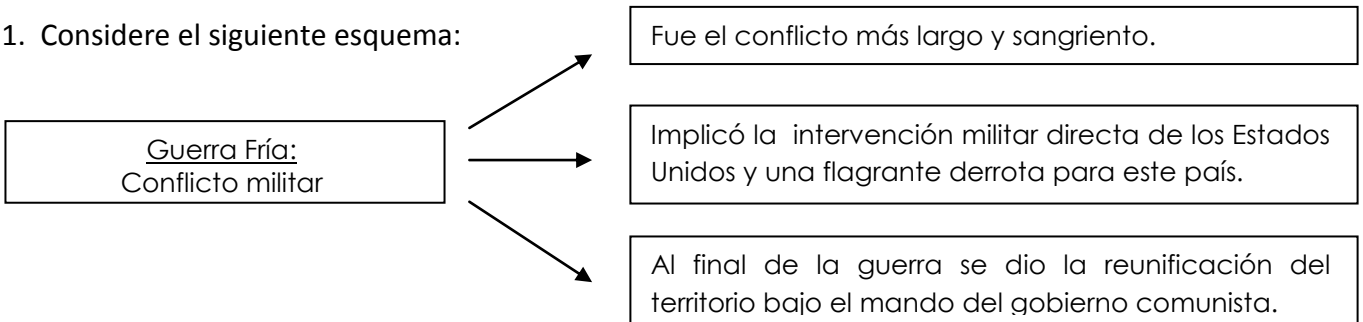 1. Considere el siguiente esquema:
Fue el conflicto más largo y sangriento.
Guerra Fría:
Conflicto militar
Implicó la intervención militar directa de los Estados
Unidos y una flagrante derrota para este país.
Al final de la guerra se dio la reunificación del
territorio bajo el mando del gobierno comunista.